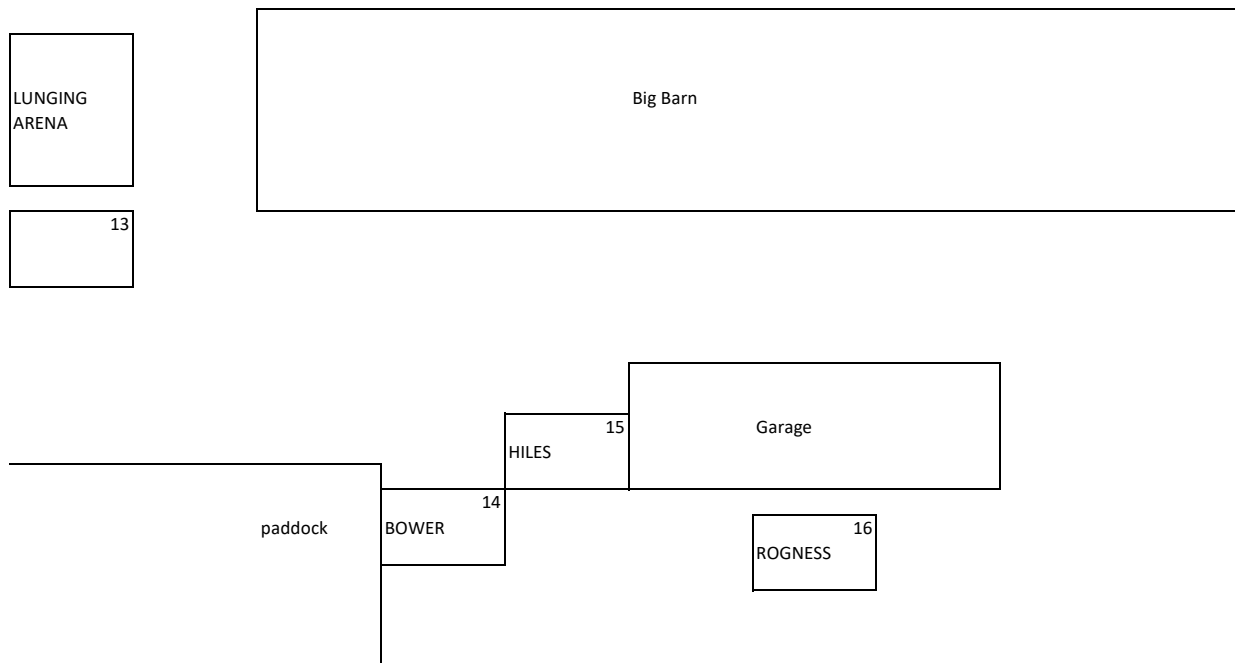 LUNGING
ARENA
Big Barn
13
15
HILES
Garage
14
paddock
BOWER
16
ROGNESS